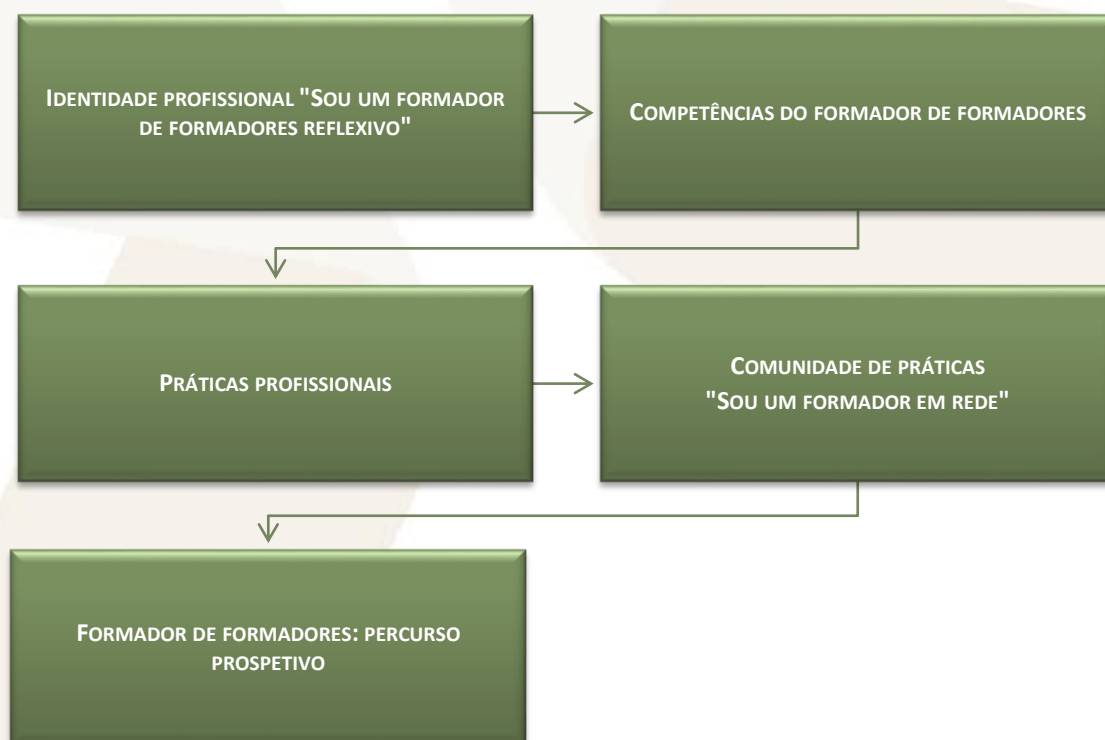 IDENTIDADE PROFISSIONAL "SOU UM FORMADOR
DE FORMADORES REFLEXIVO"
COMPETÊNCIAS DO FORMADOR DE FORMADORES
PRÁTICAS PROFISSIONAIS
COMUNIDADE DE PRÁTICAS
"SOU UM FORMADOR EM REDE"
FORMADOR DE FORMADORES: PERCURSO
PROSPETIVO